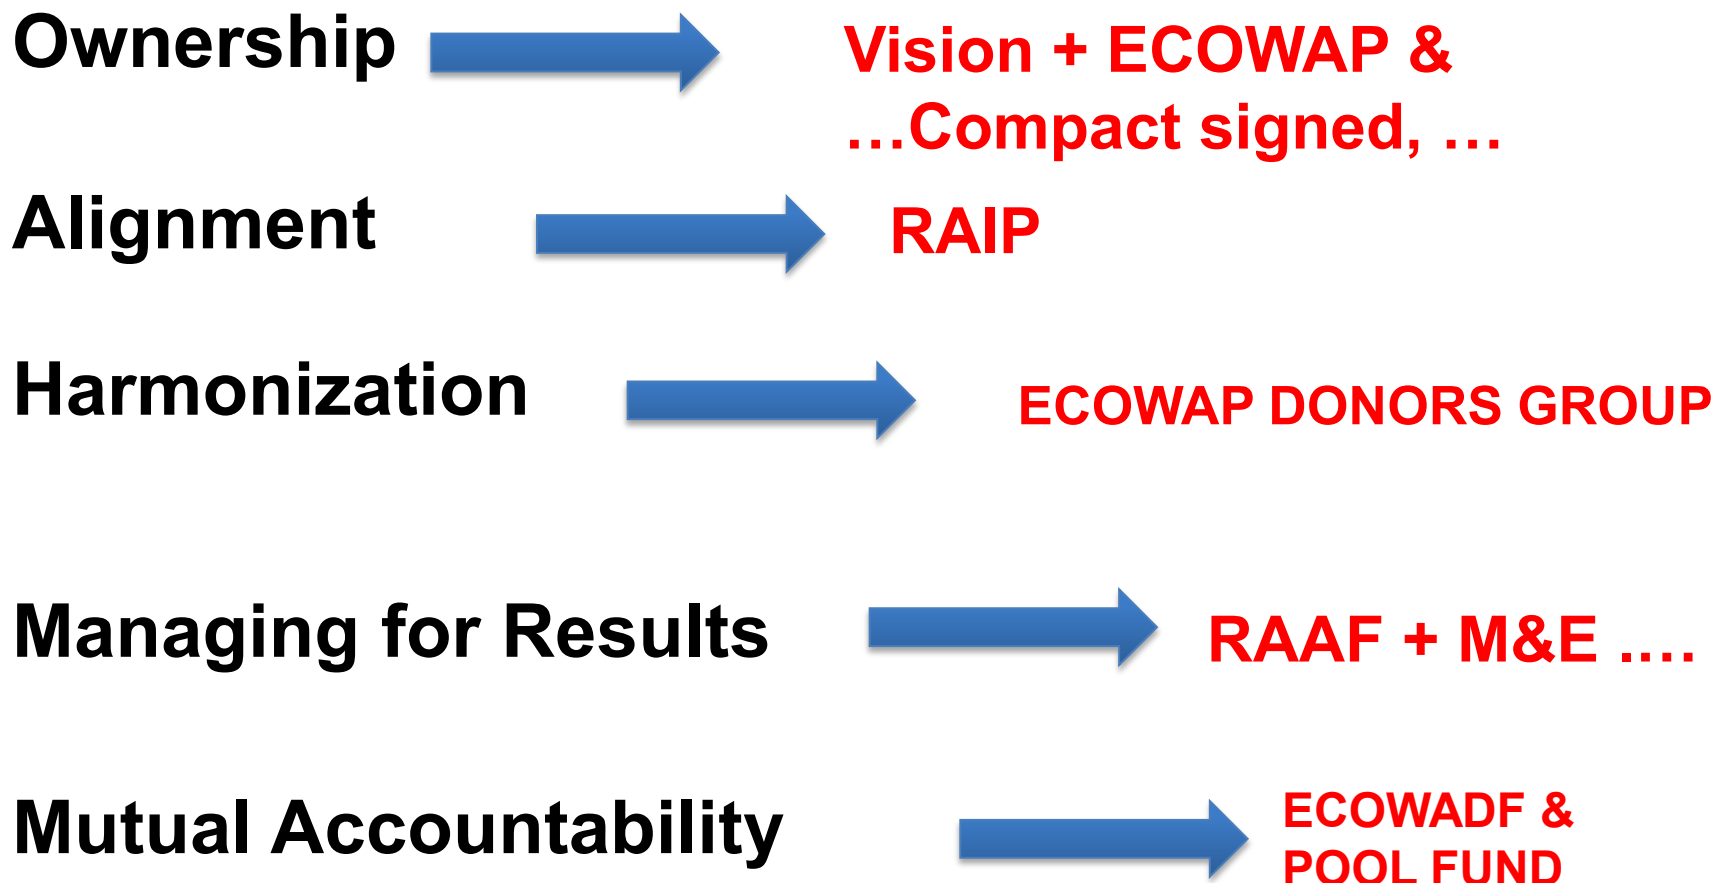 Ownership
Vision + ECOWAP &
…Compact signed, …
Alignment
RAIP
Harmonization
ECOWAP DONORS GROUP
Managing for Results
RAAF + M&E ….
Mutual Accountability
ECOWADF &
POOL FUND